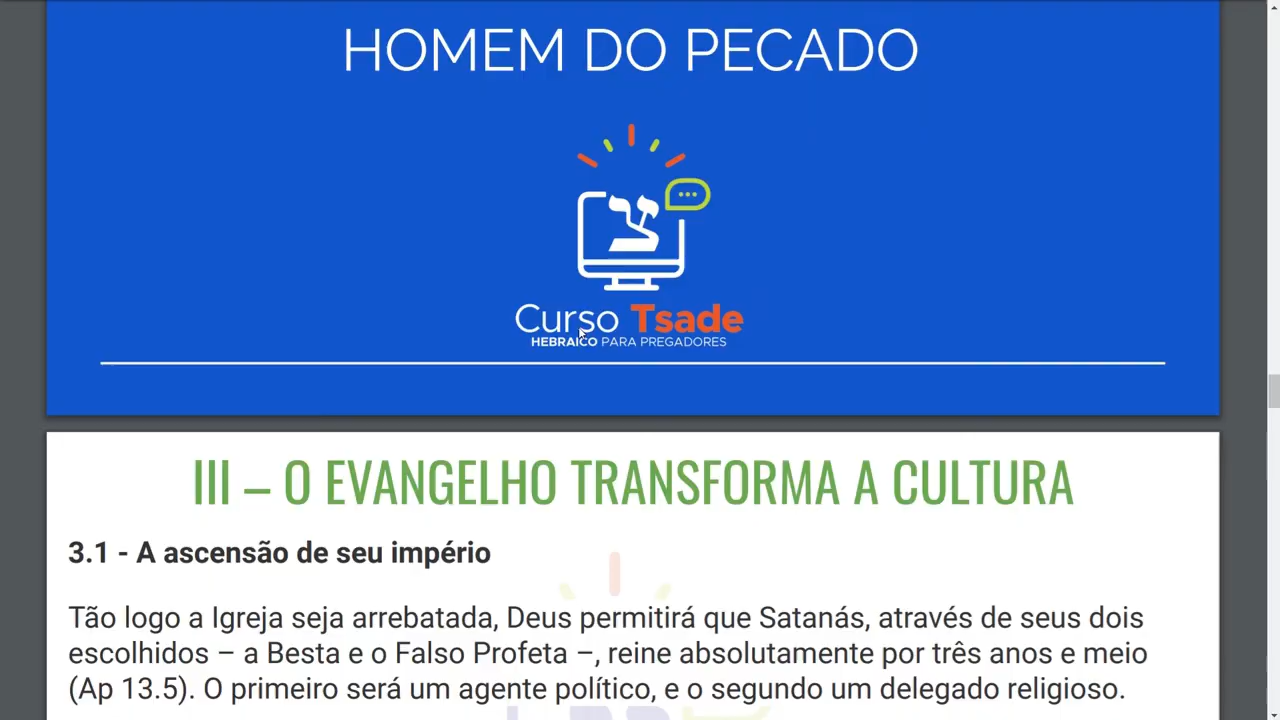 HOMEM DO PECADO
צ
Curso Tsade
HEBRAICO PARA PREGADORES
III – O EVANGELHO TRANSFORMA A CULTURA
3.1 - A ascensão de seu império
Tão logo a Igreja seja arrebatada, Deus permitirá que Satanás, através de seus dois
escolhidos – a Besta e o Falso Profeta –, reine absolutamente por três anos e meio
(Ap 13.5). O primeiro será um agente político, e o segundo um delegado religioso.